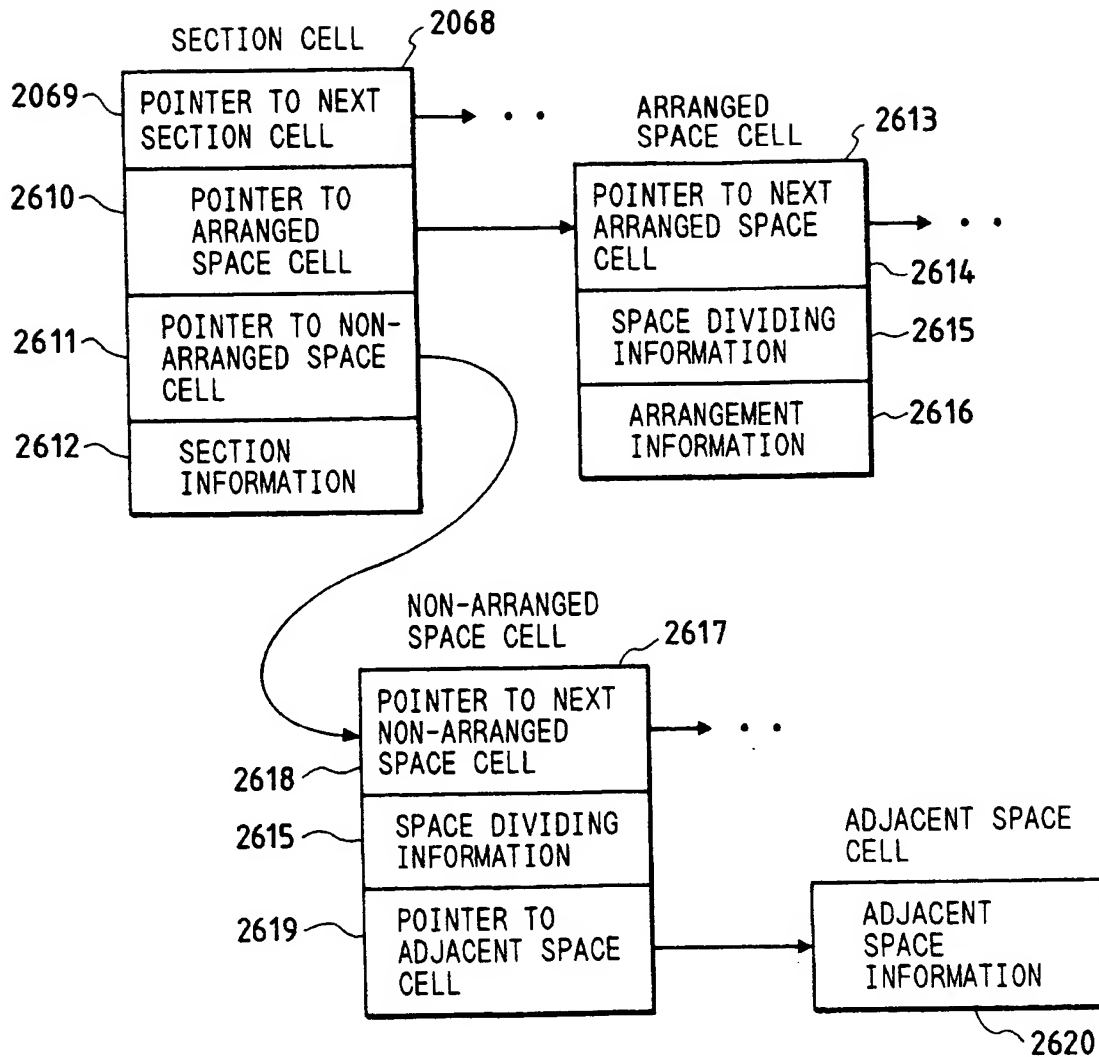 SECTION CELL
2068
2069
POINTER TO NEXT
SECTION CELL
2610
POINTER TO
ARRANGED
SPACE CELL
2611
POINTER TO NON-
ARRANGED SPACE
CELL
2612
SECTION
INFORMATION
ARRANGED
SPACE CELL
2613
POINTER TO NEXT
ARRANGED SPACE
CELL
2614
SPACE DIVIDING
INFORMATION
2615
ARRANGEMENT
INFORMATION
2616
NON-ARRANGED
SPACE CELL
2617
POINTER TO NEXT
NON-ARRANGED
SPACE CELL
2618
2615
SPACE DIVIDING
INFORMATION
2619
POINTER TO
ADJACENT SPACE
CELL
ADJACENT SPACE
CELL
ADJACENT
SPACE
INFORMATION
2620